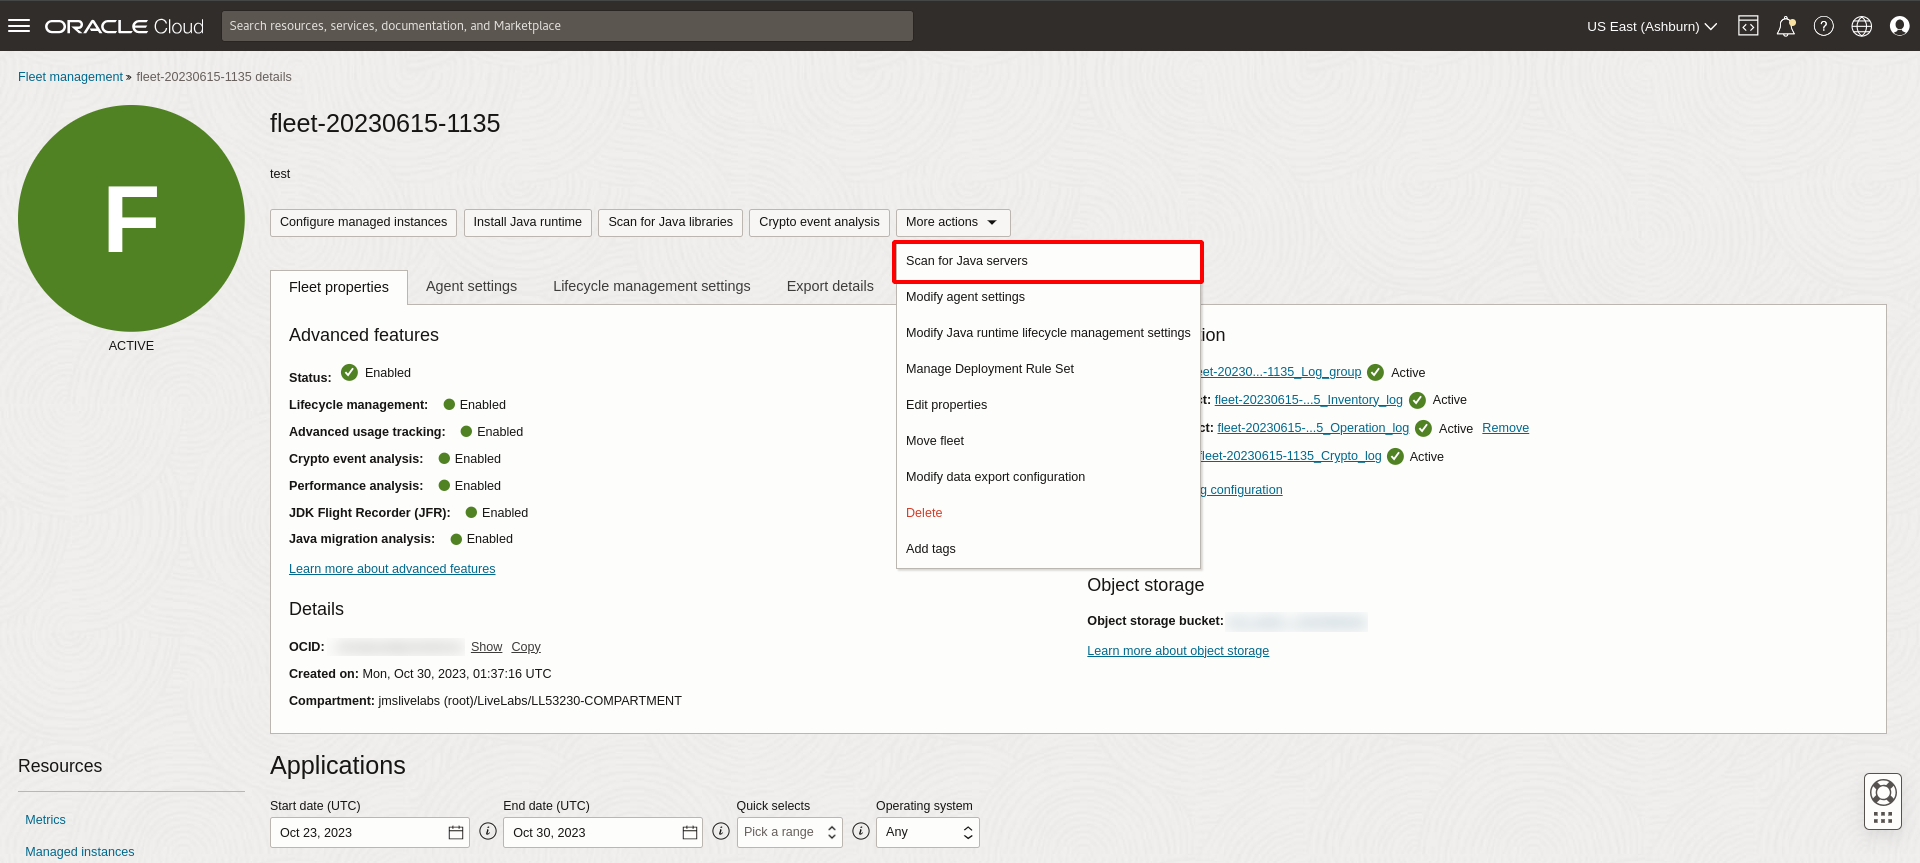 ORACLE Cloud
Search resources, services, documentation, and Marketplace
US East (Ashburn)
Fleet management » fleet-20230615-1135 details
F
ACTIVE
fleet-20230615-1135
test
Configure managed instances
Install Java runtime
Scan for Java libraries
Crypto event analysis
More actions
Scan for Java servers
Modify agent settings
Modify Java runtime lifecycle management settings
Manage Deployment Rule Set
Edit properties
Move fleet
Modify data export configuration
Delete
Add tags
Fleet properties
Agent settings
Lifecycle management settings
Export details
Advanced features
Status: Enabled
Lifecycle management: Enabled
Advanced usage tracking: Enabled
Crypto event analysis: Enabled
Performance analysis: Enabled
JDK Flight Recorder (JFR): Enabled
Java migration analysis: Enabled
Learn more about advanced features
Details
OCID: Show Copy
Created on: Mon, Oct 30, 2023, 01:37:16 UTC
Compartment: jmslivelabs (root)/LiveLabs/LL53230-COMPARTMENT
tion
eet-20230...-1135_Log_group Active
ct: fleet-20230615-...5_Inventory_log Active
ct: fleet-20230615-...5_Operation_log Active Remove
fleet-20230615-1135_Crypto_log Active
g configuration
Object storage
Object storage bucket:
Learn more about object storage
Resources
Metrics
Managed instances
Applications
Start date (UTC)
Oct 23, 2023
End date (UTC)
Oct 30, 2023
Quick selects
Pick a range
Operating system
Any